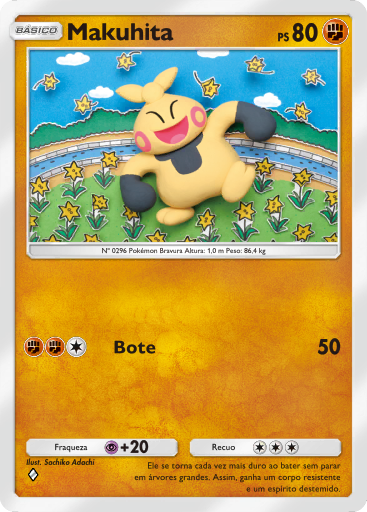 BÁSICO Makuhita PS 80
Nº 0296 Pokémon Bravura Altura: 1,0 m Peso: 86,4 kg
Bote 50
Fraqueza +20 Recuo
Ilust. Sachiko Adachi
Ele se torna cada vez mais duro ao bater sem parar
em árvores grandes. Assim, ganha um corpo resistente
e um espírito destemido.